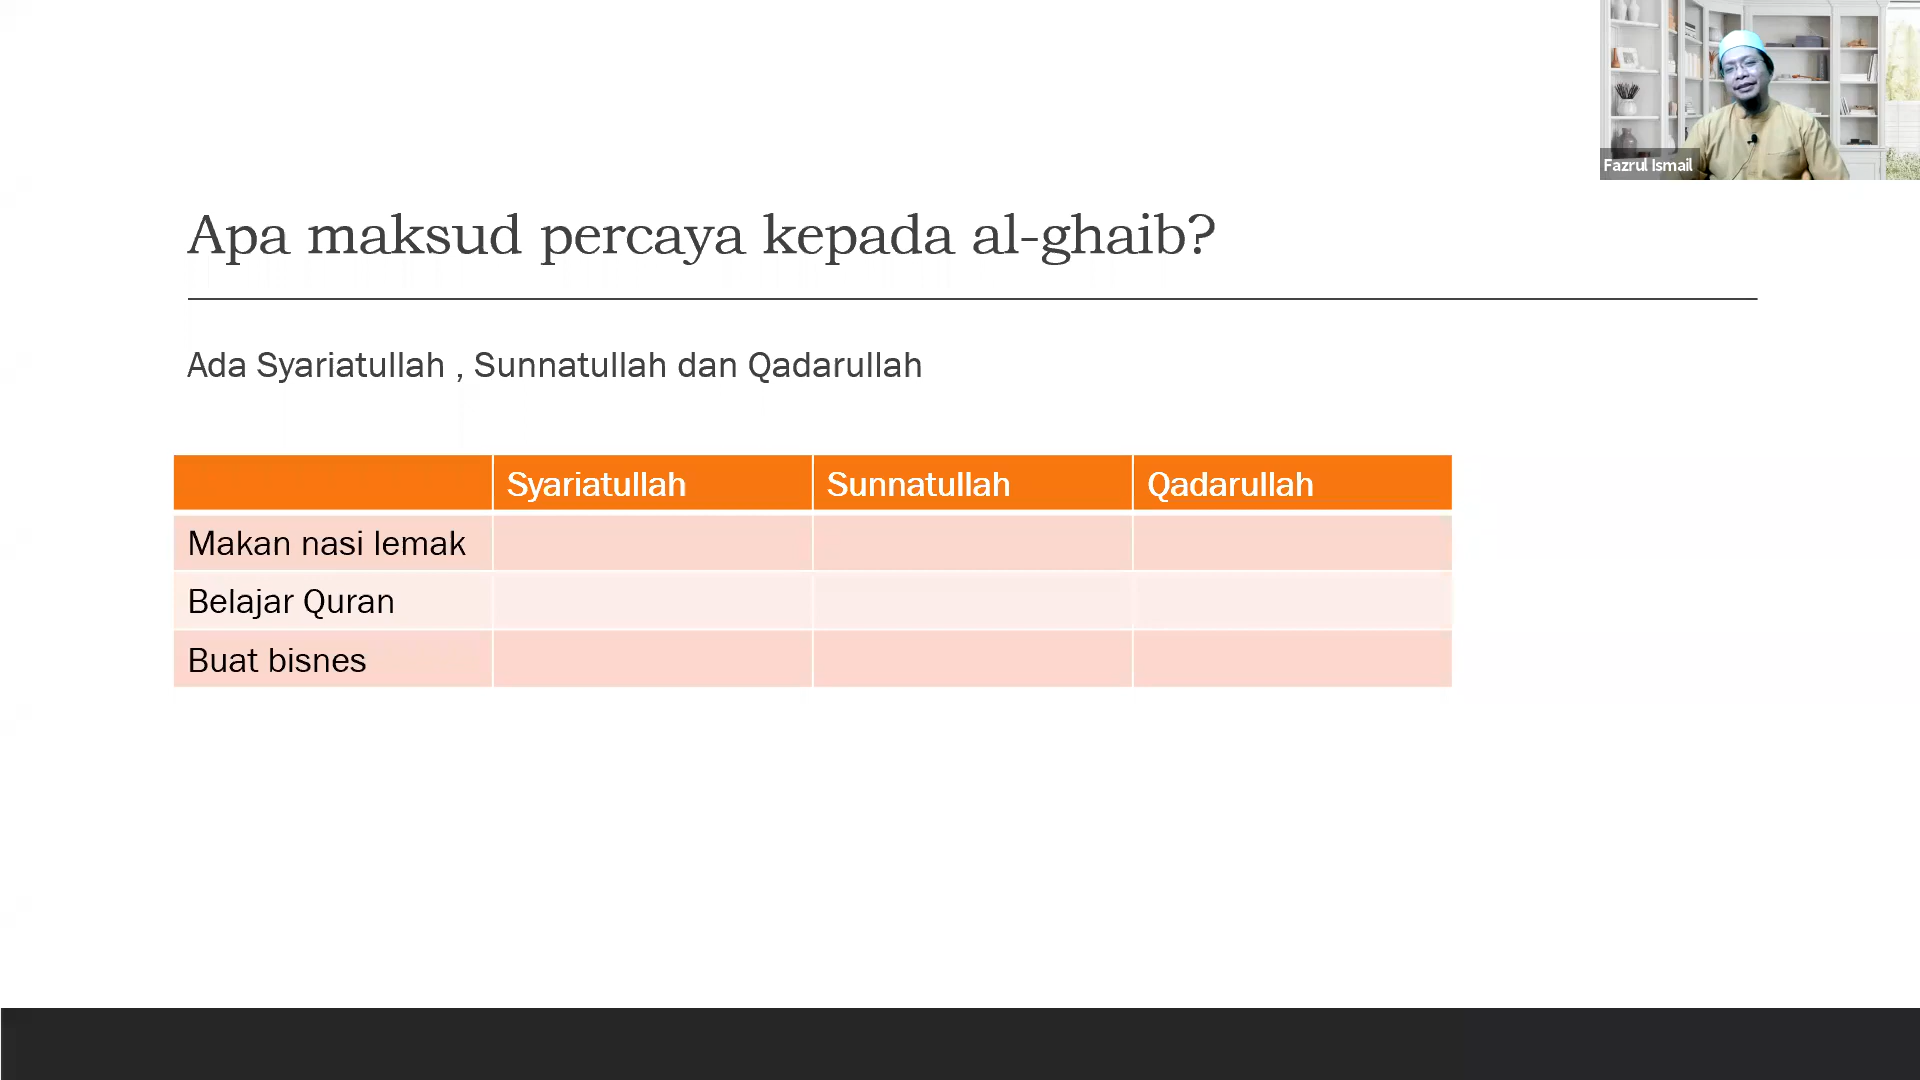 Fazrul Ismail
Apa maksud percaya kepada al-ghaib?
Ada Syariatullah , Sunnatullah dan Qadarullah
Syariatullah Sunnatullah Qadarullah
Makan nasi lemak
Belajar Quran
Buat bisnes